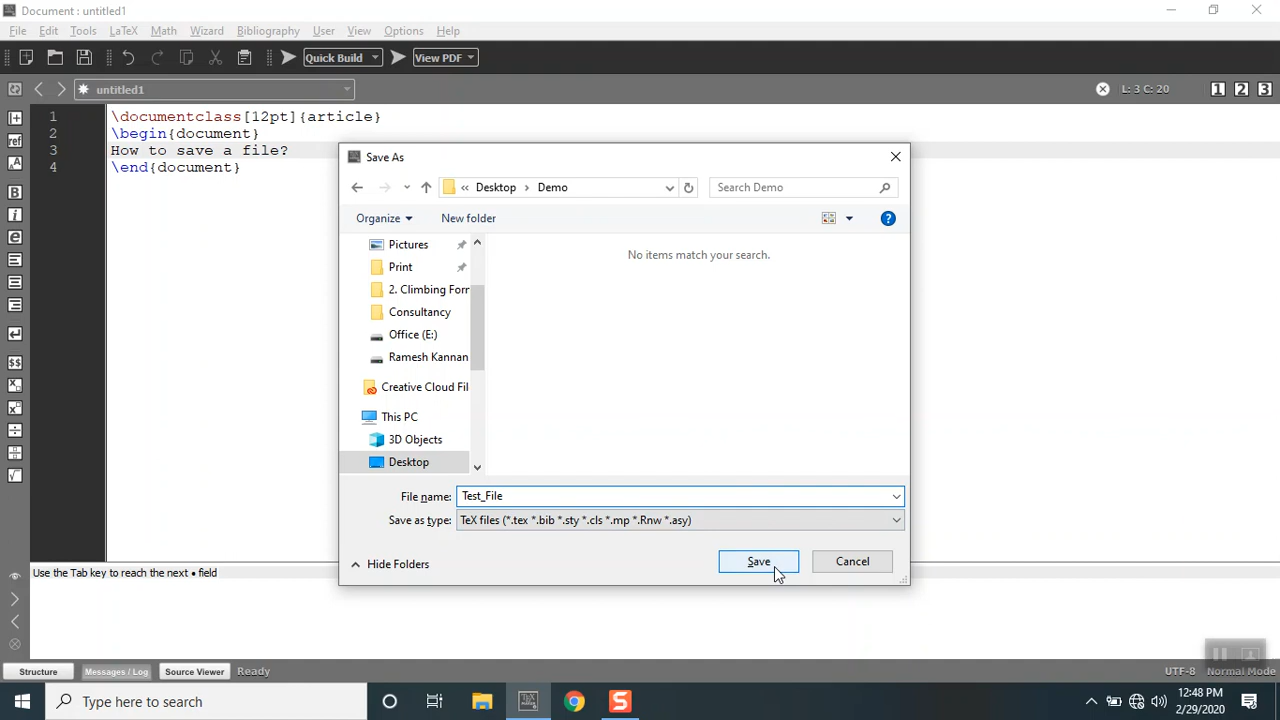 Document : untitled1
File Edit Tools LaTeX Math Wizard Bibliography User View Options Help
Quick Build View PDF
untitled1 L: 3 C: 20 1 2 3
1 \documentclass[12pt]{article}
2 \begin{document}
3 How to save a file?
4 \end{document}
ref
A
B
i
e
$$
Save As
« Desktop › Demo Search Demo
Organize New folder ?
Pictures
Print
2. Climbing Forr
Consultancy
Office (E:)
Ramesh Kannan
Creative Cloud Fil
This PC
3D Objects
Desktop
No items match your search.
File name: Test_File
Save as type: TeX files (*.tex *.bib *.sty *.cls *.mp *.Rnw *.asy)
Hide Folders Save Cancel
Use the Tab key to reach the next • field
Structure Messages / Log Source Viewer Ready UTF-8 Normal Mode
Type here to search
S
12:48 PM
2/29/2020